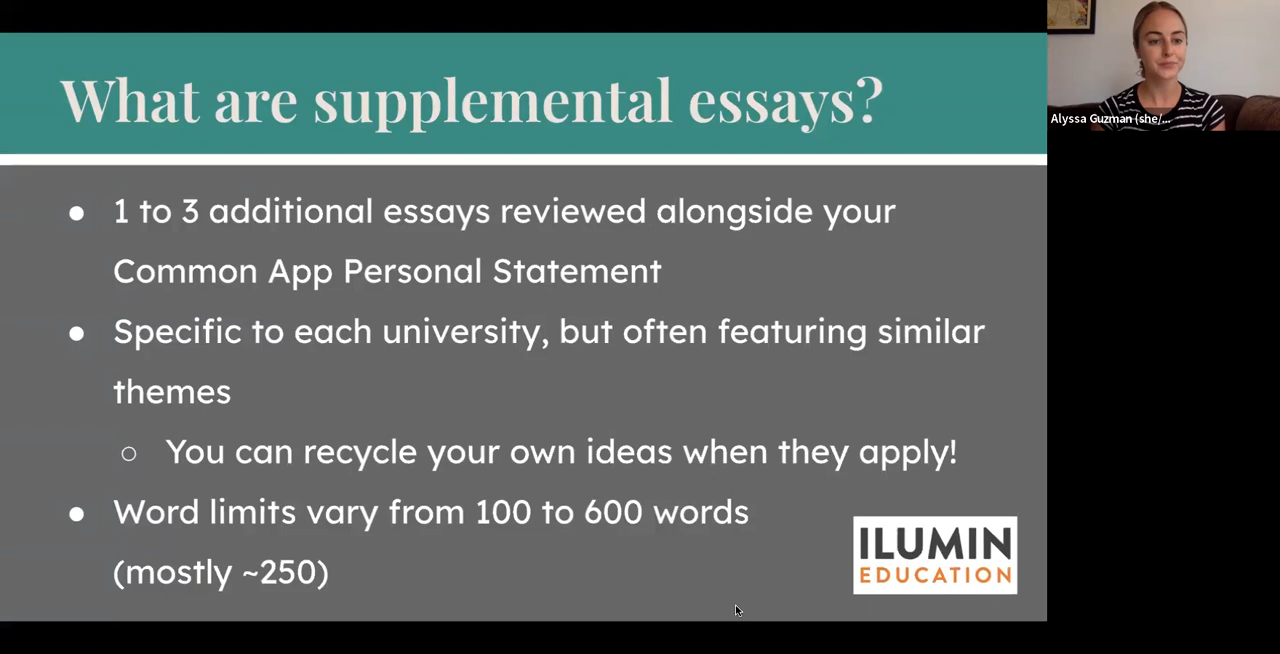 What are supplemental essays?
● 1 to 3 additional essays reviewed alongside your
Common App Personal Statement
● Specific to each university, but often featuring similar
themes
○ You can recycle your own ideas when they apply!
● Word limits vary from 100 to 600 words
(mostly ~250)
ILUMIN
EDUCATION
Alyssa Guzman (she/...